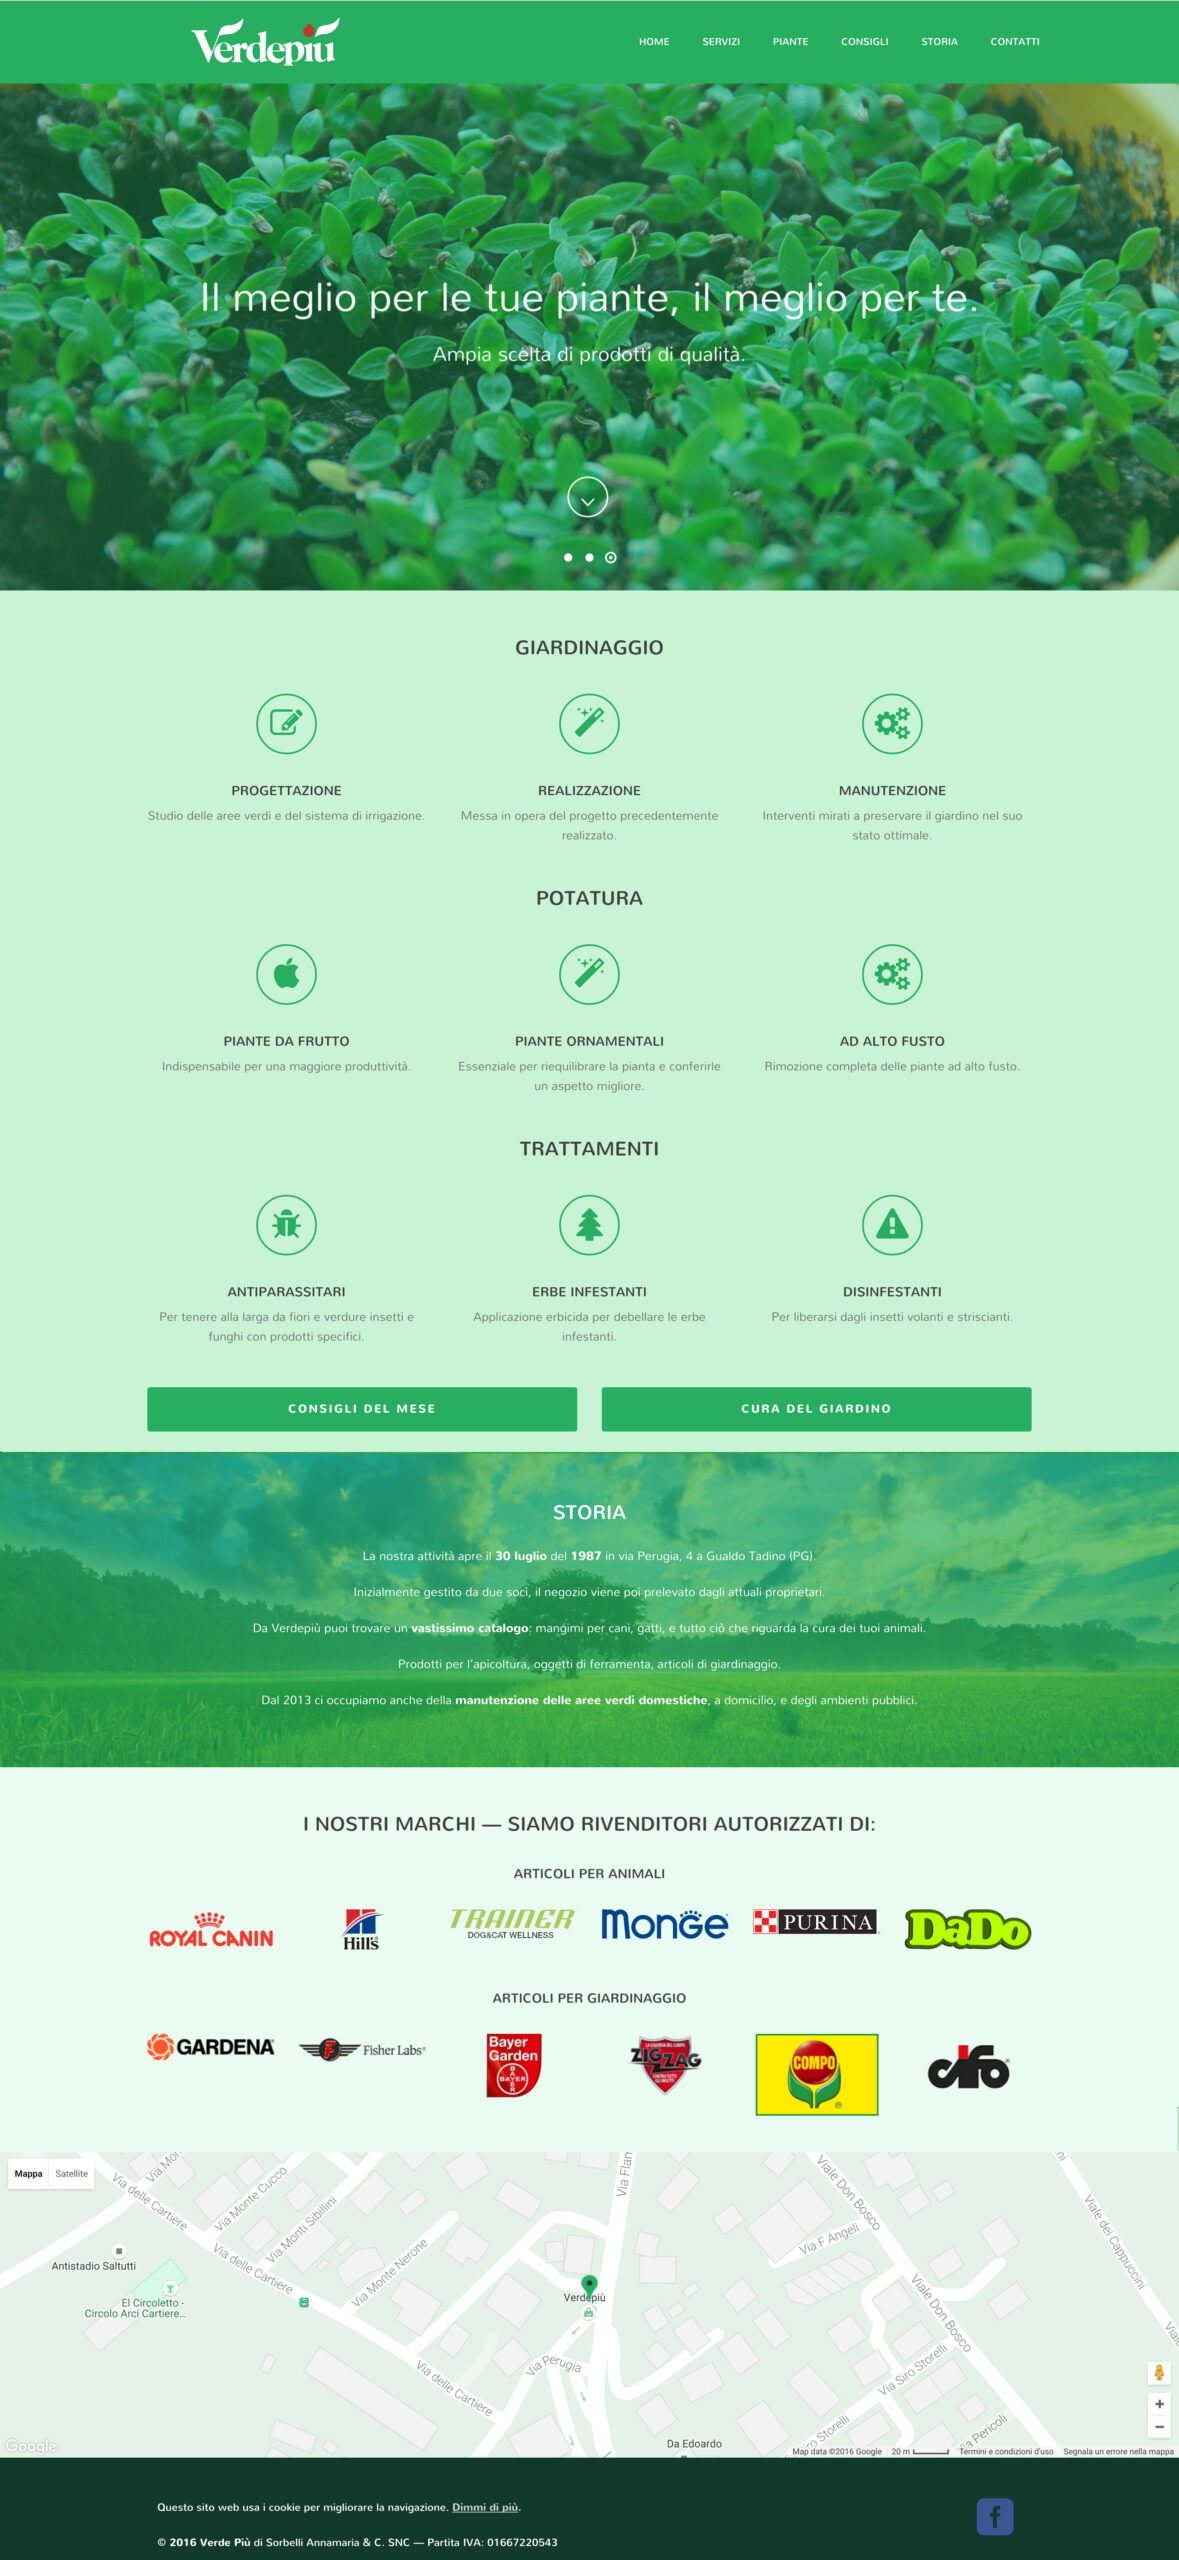 Verdepiù
HOME SERVIZI PIANTE CONSIGLI STORIA CONTATTI
Il meglio per le tue piante, il meglio per te.
Ampia scelta di prodotti di qualità.
GIARDINAGGIO
PROGETTAZIONE
Studio delle aree verdi e del sistema di irrigazione.
REALIZZAZIONE
Messa in opera del progetto precedentemente
realizzato.
MANUTENZIONE
Interventi mirati a preservare il giardino nel suo
stato ottimale.
POTATURA
PIANTE DA FRUTTO
Indispensabile per una maggiore produttività.
PIANTE ORNAMENTALI
Essenziale per riequilibrare la pianta e conferirle
un aspetto migliore.
AD ALTO FUSTO
Rimozione completa delle piante ad alto fusto.
TRATTAMENTI
ANTIPARASSITARI
Per tenere alla larga da fiori e verdure insetti e
funghi con prodotti specifici.
ERBE INFESTANTI
Applicazione erbicida per debellare le erbe
infestanti.
DISINFESTANTI
Per liberarsi dagli insetti volanti e striscianti.
CONSIGLI DEL MESE
CURA DEL GIARDINO
STORIA
La nostra attività apre il 30 luglio del 1987 in via Perugia, 4 a Gualdo Tadino (PG).
Inizialmente gestito da due soci, il negozio viene poi prelevato dagli attuali proprietari.
Da Verdepiù puoi trovare un vastissimo catalogo: mangimi per cani, gatti, e tutto ciò che riguarda la cura dei tuoi animali.
Prodotti per l'apicoltura, oggetti di ferramenta, articoli di giardinaggio.
Dal 2013 ci occupiamo anche della manutenzione delle aree verdi domestiche, a domicilio, e degli ambienti pubblici.
I NOSTRI MARCHI — SIAMO RIVENDITORI AUTORIZZATI DI:
ARTICOLI PER ANIMALI
ROYAL CANIN
Hill's
TRAINER
DOG&CAT WELLNESS
MONGE
PURINA
DaDo
ARTICOLI PER GIARDINAGGIO
GARDENA
Fisher Labs
Bayer
Garden
BAYER
BAYER
ZIG ZAG
COMPO
cifo
Mappa Satellite
Via Mon
Via delle Cartiere
Via Monte Cucco
Via Monti Sibillini
Via Flan
Viale Don Bosco
Via F Angeli
Viale dei Cappuccini
Antistadio Saltutti
Via delle Cartiere
Via Monte Nerone
El Circoletto -
Circolo Arci Cartiere...
Verdepiù
Viale Don Bosco
Viale
Via Perugia
Via delle Cartiere
Via Siro Storelli
Storelli
Via Pericoli
Da Edoardo
Google
Map data ©2016 Google 20 m Termini e condizioni d'uso Segnala un errore nella mappa
Questo sito web usa i cookie per migliorare la navigazione. Dimmi di più.
© 2016 Verde Più di Sorbelli Annamaria & C. SNC — Partita IVA: 01667220543